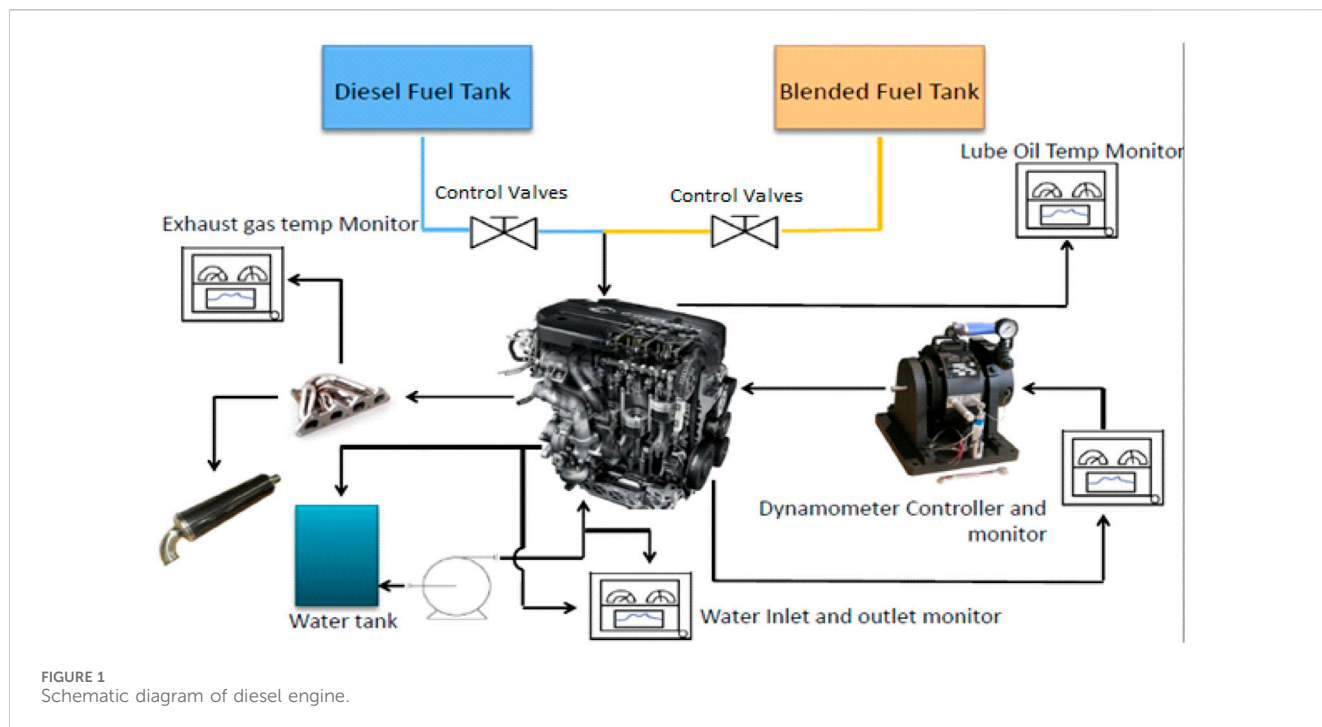 Diesel Fuel Tank
Blended Fuel Tank
Lube Oil Temp Monitor
Control Valves
Control Valves
Exhaust gas temp Monitor
Dynamometer Controller and
monitor
Water tank
Water Inlet and outlet monitor
FIGURE 1
Schematic diagram of diesel engine.